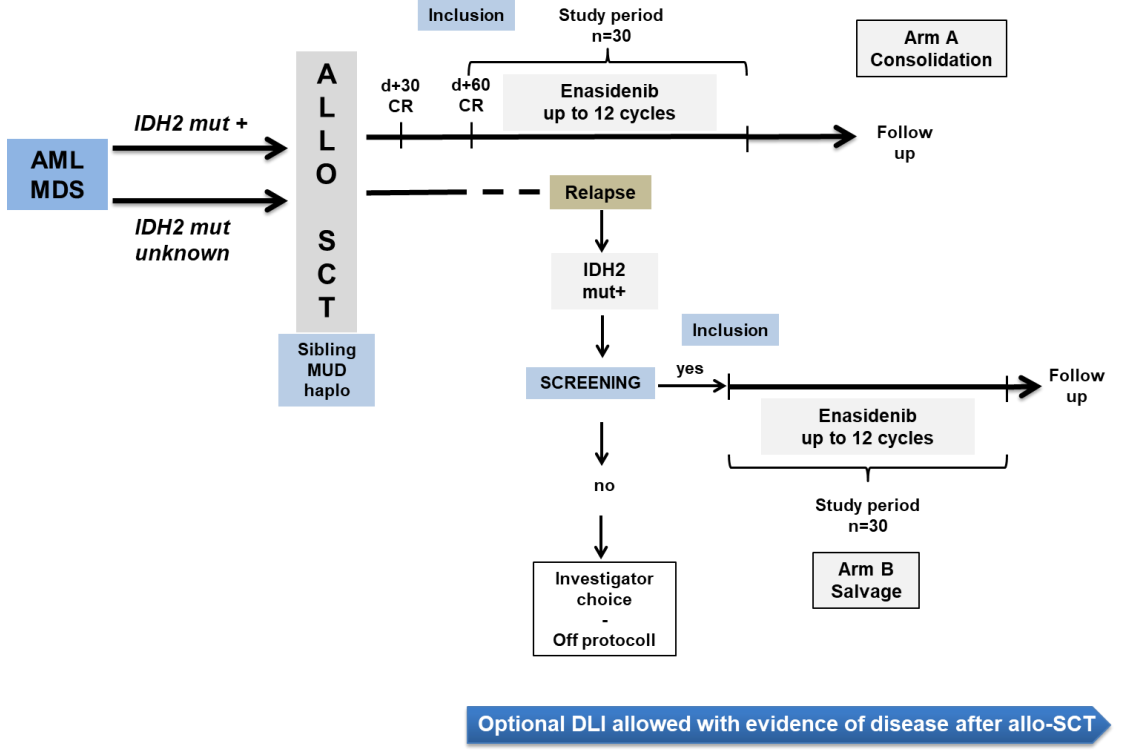 Inclusion
Study period
n=30
Arm A
Consolidation
A
L
L
O
S
C
T
d+30
CR
d+60
CR
Enasidenib
up to 12 cycles
IDH2 mut +
AML
MDS
Follow
up
IDH2 mut
unknown
Relapse
IDH2
mut+
Inclusion
Sibling
MUD
haplo
SCREENING
yes
Follow
up
Enasidenib
up to 12 cycles
no
Study period
n=30
Investigator
choice
-
Off protocoll
Arm B
Salvage
Optional DLI allowed with evidence of disease after allo-SCT